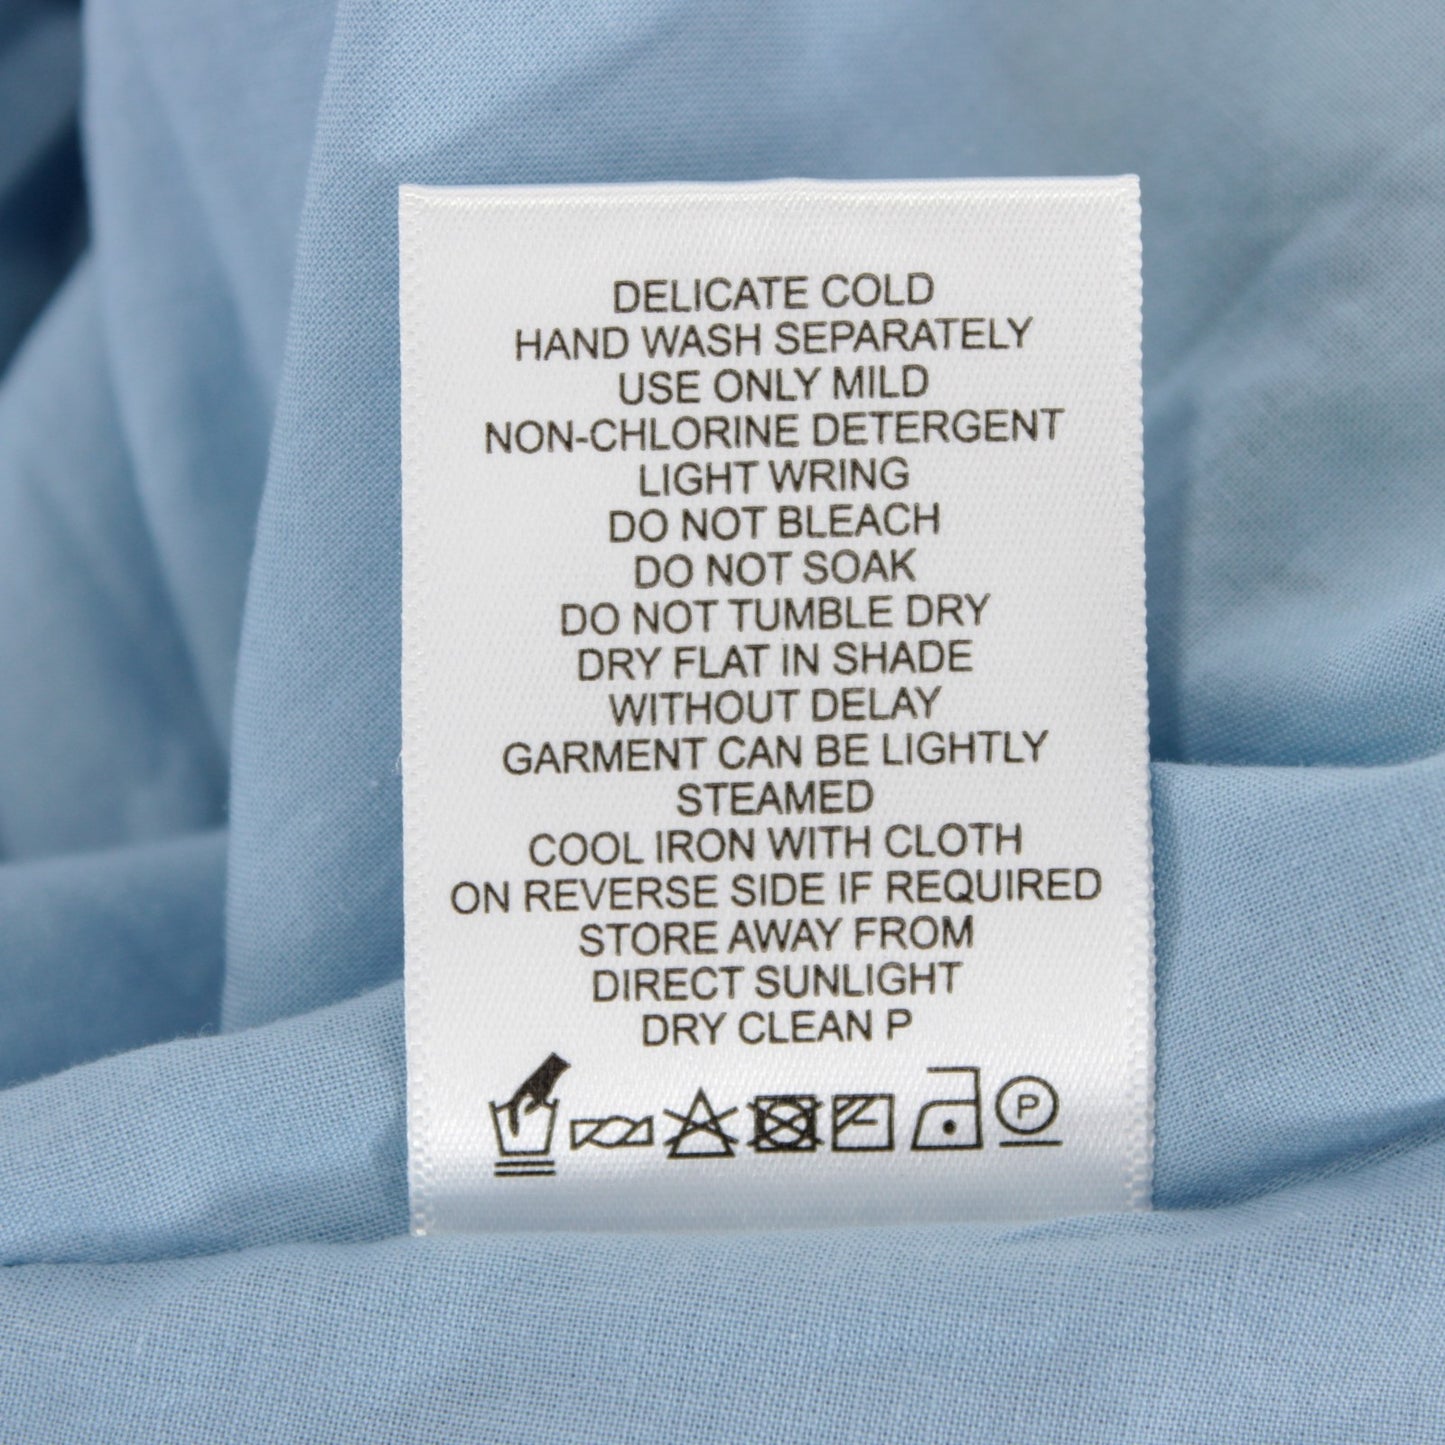 DELICATE COLD
HAND WASH SEPARATELY
USE ONLY MILD
NON-CHLORINE DETERGENT
LIGHT WRING
DO NOT BLEACH
DO NOT SOAK
DO NOT TUMBLE DRY
DRY FLAT IN SHADE
WITHOUT DELAY
GARMENT CAN BE LIGHTLY
STEAMED
COOL IRON WITH CLOTH
ON REVERSE SIDE IF REQUIRED
STORE AWAY FROM
DIRECT SUNLIGHT
DRY CLEAN P
P